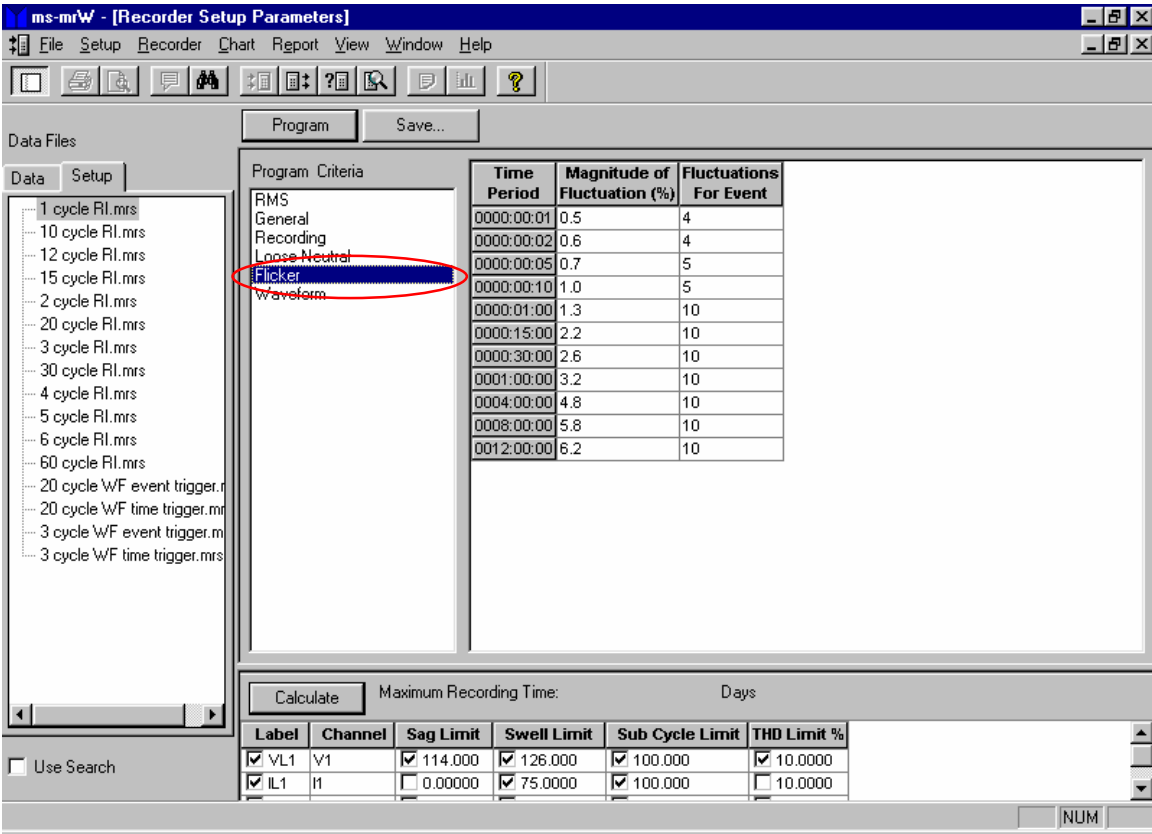 ms-mrW - [Recorder Setup Parameters]
File Setup Recorder Chart Report View Window Help
Program Save...
Data Files
Data Setup
1 cycle RI.mrs
10 cycle RI.mrs
12 cycle RI.mrs
15 cycle RI.mrs
2 cycle RI.mrs
20 cycle RI.mrs
3 cycle RI.mrs
30 cycle RI.mrs
4 cycle RI.mrs
5 cycle RI.mrs
6 cycle RI.mrs
60 cycle RI.mrs
20 cycle WF event trigger.r
20 cycle WF time trigger.mr
3 cycle WF event trigger.m
3 cycle WF time trigger.mrs
Use Search
Program Criteria
RMS
General
Recording
Loose Neutral
Flicker
Waveform
Time Period Magnitude of Fluctuation (%) Fluctuations For Event
0000:00:01 0.5 4
0000:00:02 0.6 4
0000:00:05 0.7 5
0000:00:10 1.0 5
0000:01:00 1.3 10
0000:15:00 2.2 10
0000:30:00 2.6 10
0001:00:00 3.2 10
0004:00:00 4.8 10
0008:00:00 5.8 10
0012:00:00 6.2 10
Calculate Maximum Recording Time: Days
Label Channel Sag Limit Swell Limit Sub Cycle Limit THD Limit %
VL1 V1 114.000 126.000 100.000 10.0000
IL1 I1 0.00000 75.0000 100.000 10.0000
NUM